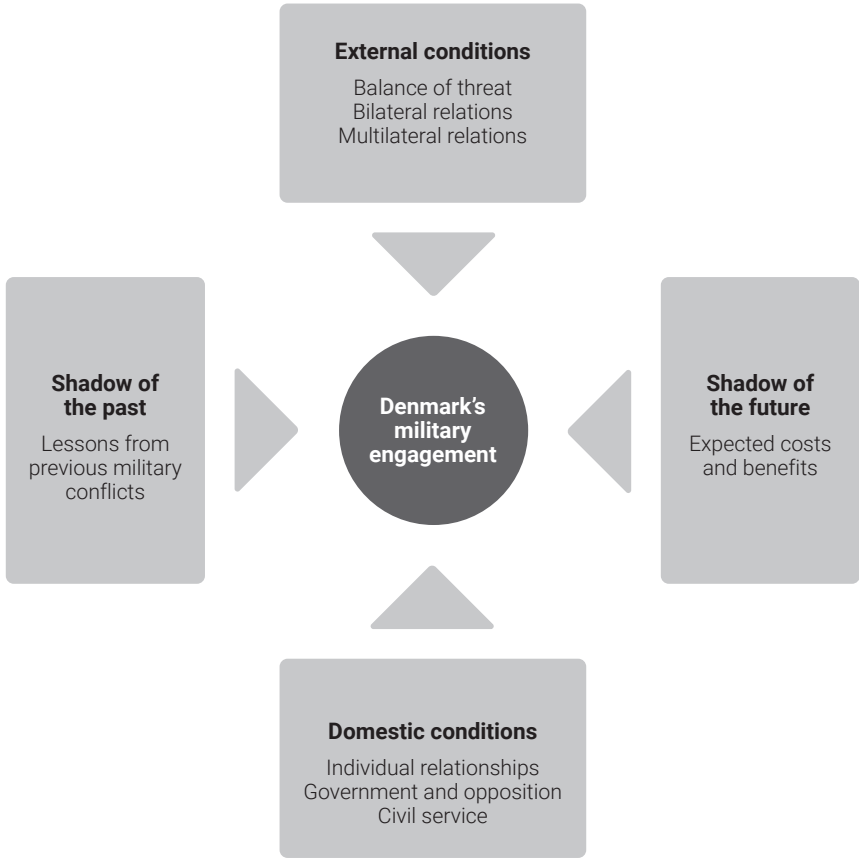 External conditions
Balance of threat
Bilateral relations
Multilateral relations
Shadow of
the past
Lessons from
previous military
conflicts
Denmark’s
military
engagement
Shadow of
the future
Expected costs
and benefits
Domestic conditions
Individual relationships
Government and opposition
Civil service